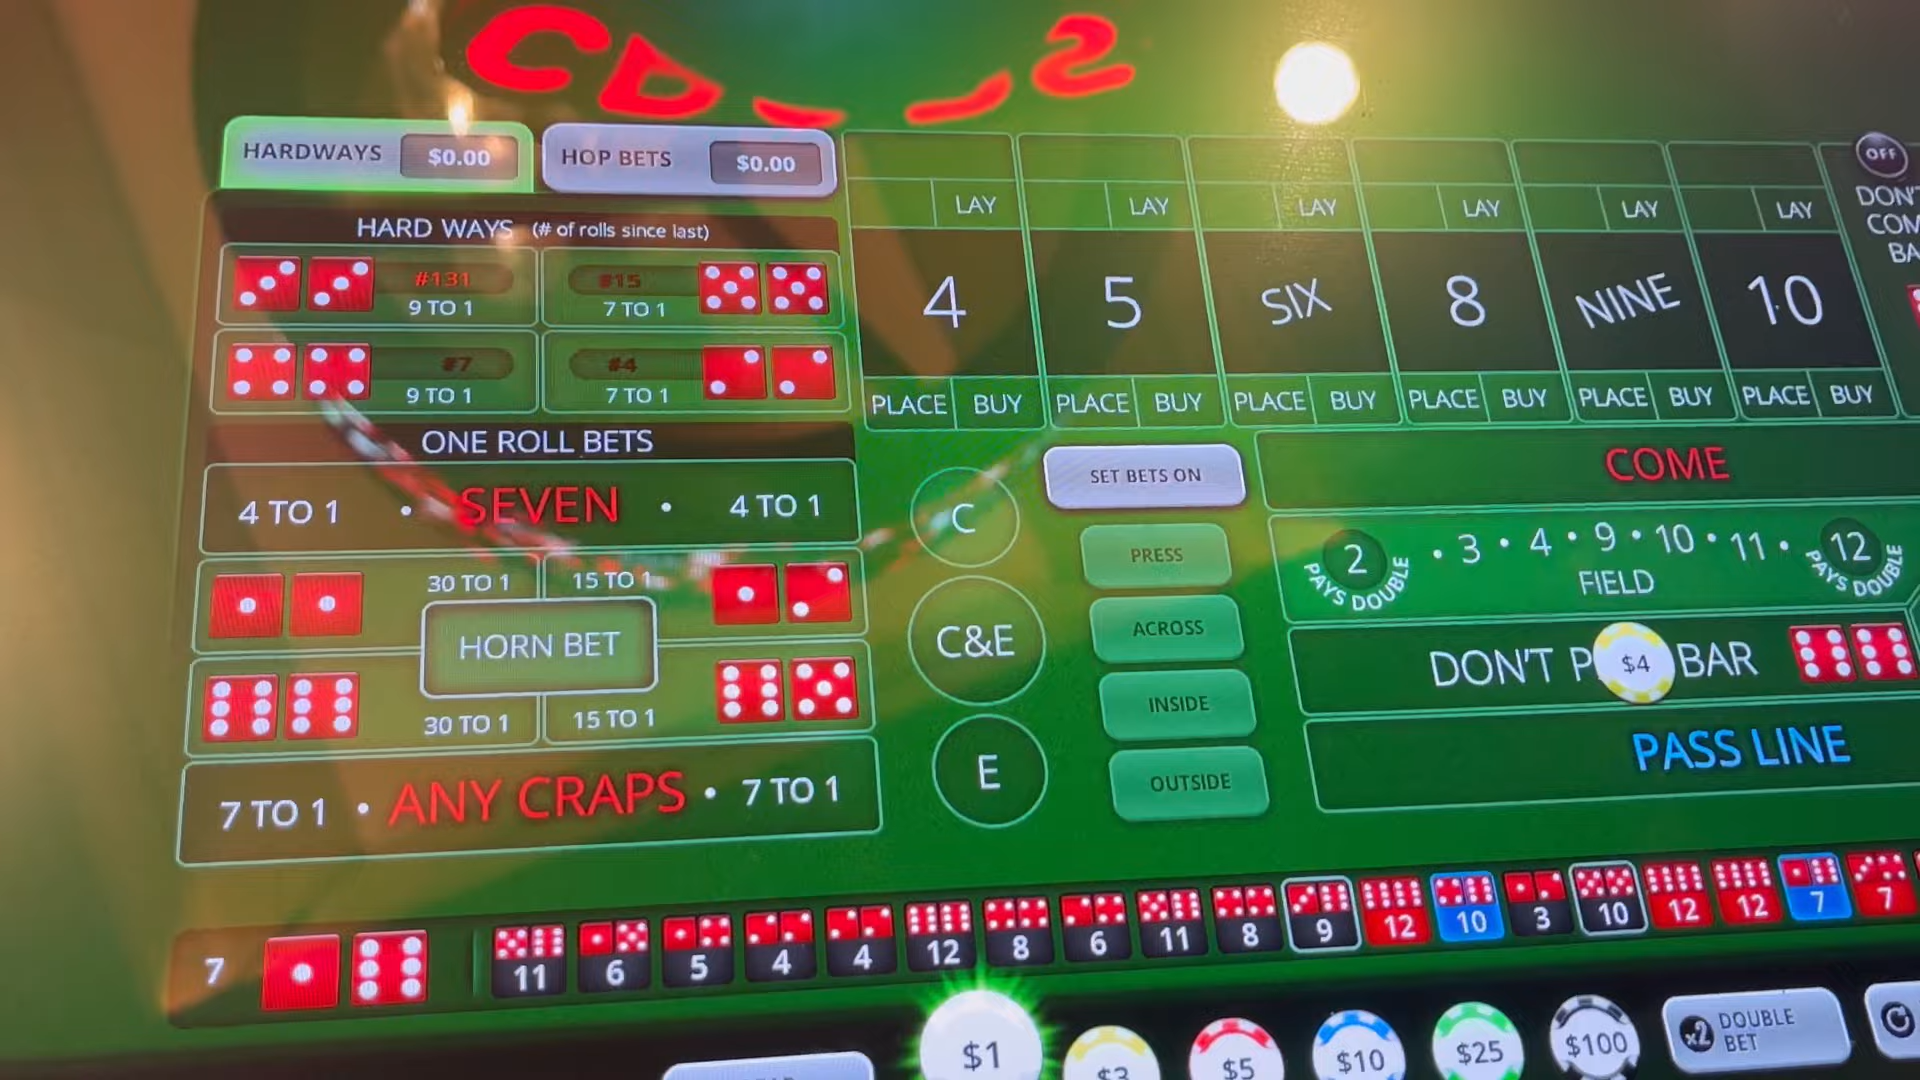 HARDWAYS $0.00
HOP BETS $0.00
HARD WAYS (# of rolls since last)
#131
9 TO 1
#15
7 TO 1
#7
9 TO 1
#4
7 TO 1
ONE ROLL BETS
4 TO 1 • SEVEN • 4 TO 1
30 TO 1
15 TO 1
HORN BET
30 TO 1
15 TO 1
7 TO 1 • ANY CRAPS • 7 TO 1
LAY LAY LAY LAY LAY LAY
4 5 SIX 8 NINE 10
PLACE BUY PLACE BUY PLACE BUY PLACE BUY PLACE BUY PLACE BUY
OFF
C
C&E
E
SET BETS ON
PRESS
ACROSS
INSIDE
OUTSIDE
COME
2 • 3 • 4 • 9 • 10 • 11 • 12
PAYS DOUBLE FIELD PAYS DOUBLE
DON'T P $4 BAR
PASS LINE
7 11 6 5 4 4 12 8 6 11 8 9 12 10 3 10 12 12 7 7
$1 $3 $5 $10 $25 $100
x2 DOUBLE
BET